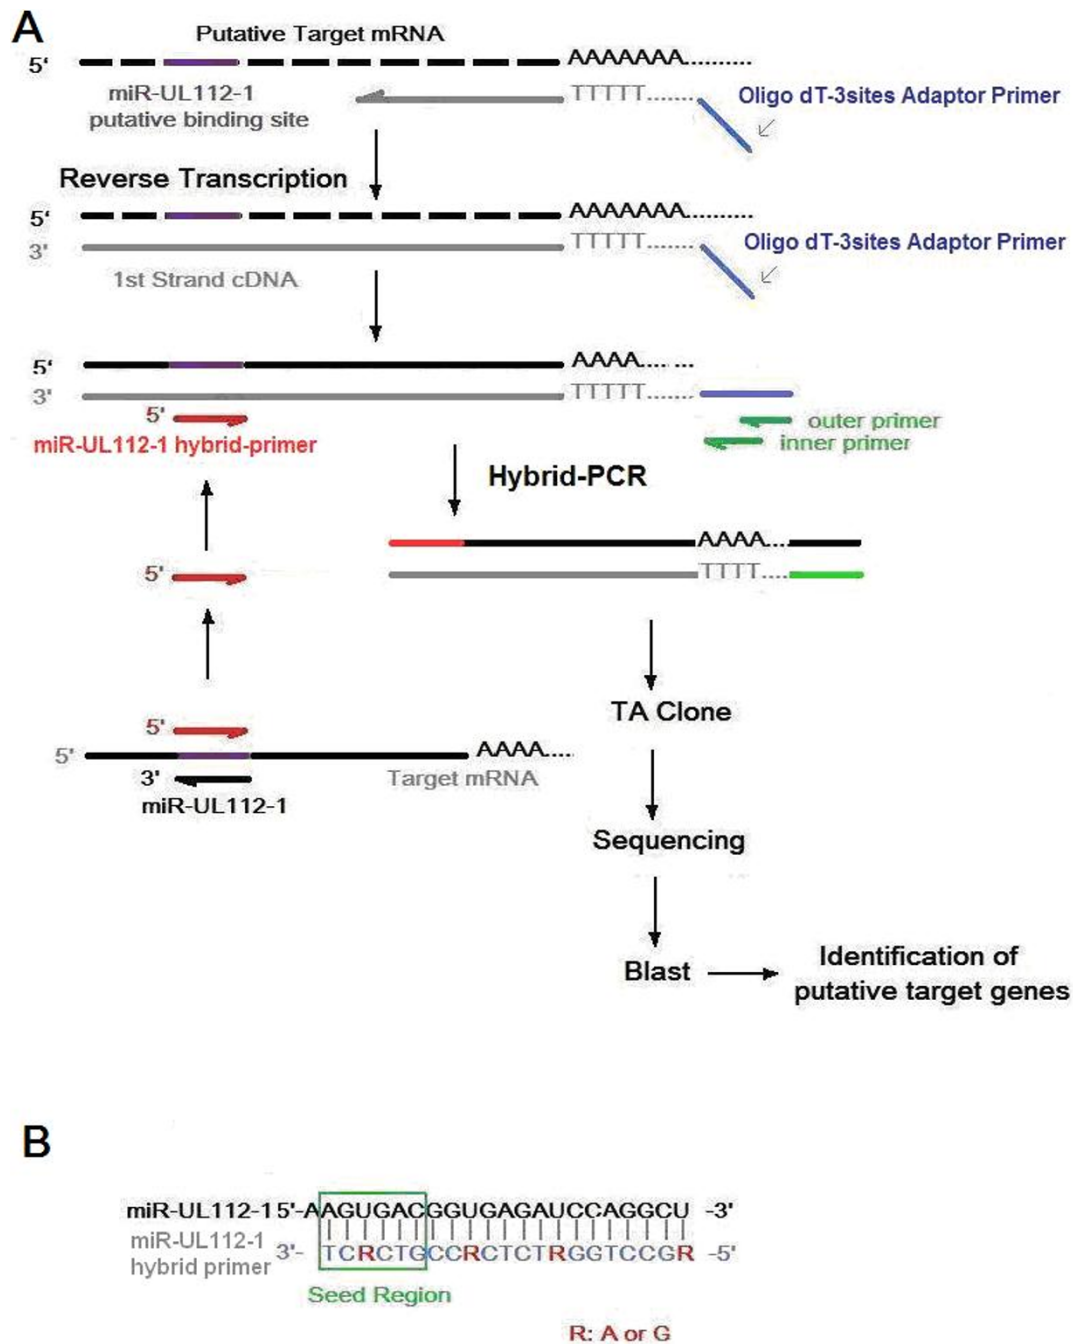 A
Putative Target mRNA
5' AAAAAAA..........
miR-UL112-1
putative binding site
TTTTT....... Oligo dT-3sites Adaptor Primer
Reverse Transcription
5' AAAAAAA..........
3' TTTTT....... Oligo dT-3sites Adaptor Primer
1st Strand cDNA
5' AAAA.... ...
3' TTTTT.......
5' outer primer
miR-UL112-1 hybrid-primer inner primer
Hybrid-PCR
AAAA....
5' TTTT....
TA Clone
5'
5' AAAA....
3' Target mRNA
miR-UL112-1
Sequencing
Blast
Identification of
putative target genes
B
miR-UL112-1 5'-AAGUGACGGUGAGAUCCAGGCU -3'
miR-UL112-1
hybrid primer 3'- TCRCTGCCRCTCTRGGTCCGR -5'
Seed Region
R: A or G